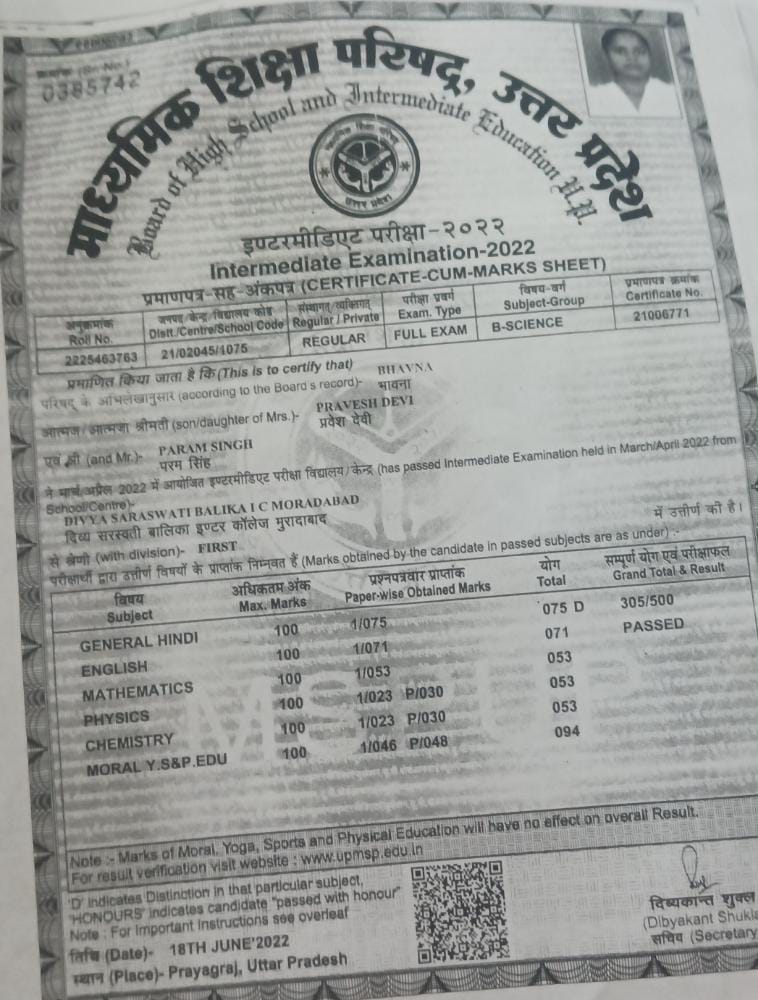 क्रमांक (Sr. No.)
0385742
माध्यमिक शिक्षा परिषद्, उत्तर प्रदेश
Board of High School and Intermediate Education U.P.
उत्तर प्रदेश
इण्टरमीडिएट परीक्षा-२०२२
Intermediate Examination-2022
प्रमाणपत्र-सह-अंकपत्र (CERTIFICATE-CUM-MARKS SHEET)
अनुक्रमांक जनपद/केन्द्र/विद्यालय कोड संस्थागत/व्यक्तिगत परीक्षा प्रवर्ग विषय-वर्ग प्रमाणपत्र क्रमांक
Roll No. Distt./Centre/School Code Regular / Private Exam. Type Subject-Group Certificate No.
2225463763 21/02045/1075 REGULAR FULL EXAM B-SCIENCE 21006771
प्रमाणित किया जाता है कि (This is to certify that) BHAVNA
परिषद् के अभिलेखानुसार (according to the Board s record)- भावना
आत्मज/आत्मजा श्रीमती (son/daughter of Mrs.)- PRAVESH DEVI
प्रवेश देवी
एवं श्री (and Mr.)- PARAM SINGH
परम सिंह
ने मार्च/अप्रैल 2022 में आयोजित इण्टरमीडिएट परीक्षा विद्यालय/केन्द्र (has passed Intermediate Examination held in March/April 2022 from
School/Centre)-
DIVYA SARASWATI BALIKA I C MORADABAD
दिव्य सरस्वती बालिका इण्टर कॉलेज मुरादाबाद में उत्तीर्ण की है।
से श्रेणी (with division)- FIRST
परीक्षार्थी द्वारा उत्तीर्ण विषयों के प्राप्तांक निम्नवत हैं (Marks obtained by the candidate in passed subjects are as under) :-
विषय अधिकतम अंक प्रश्नपत्रवार प्राप्तांक योग सम्पूर्ण योग एवं परीक्षाफल
Subject Max. Marks Paper-wise Obtained Marks Total Grand Total & Result
GENERAL HINDI 100 1/075 075 D 305/500
ENGLISH 100 1/071 071 PASSED
MATHEMATICS 100 1/053 053
PHYSICS 100 1/023 P/030 053
CHEMISTRY 100 1/023 P/030 053
MORAL Y.S&P.EDU 100 1/046 P/048 094
Note :- Marks of Moral, Yoga, Sports and Physical Education will have no effect on overall Result.
For result verification visit website : www.upmsp.edu.in
'D' indicates Distinction in that particular subject,
'HONOURS' indicates candidate "passed with honour"
Note : For Important Instructions see overleaf
तिथि (Date)- 18TH JUNE'2022
स्थान (Place)- Prayagraj, Uttar Pradesh
दिब्यकान्त शुक्ल
(Dibyakant Shukla
सचिव (Secretary